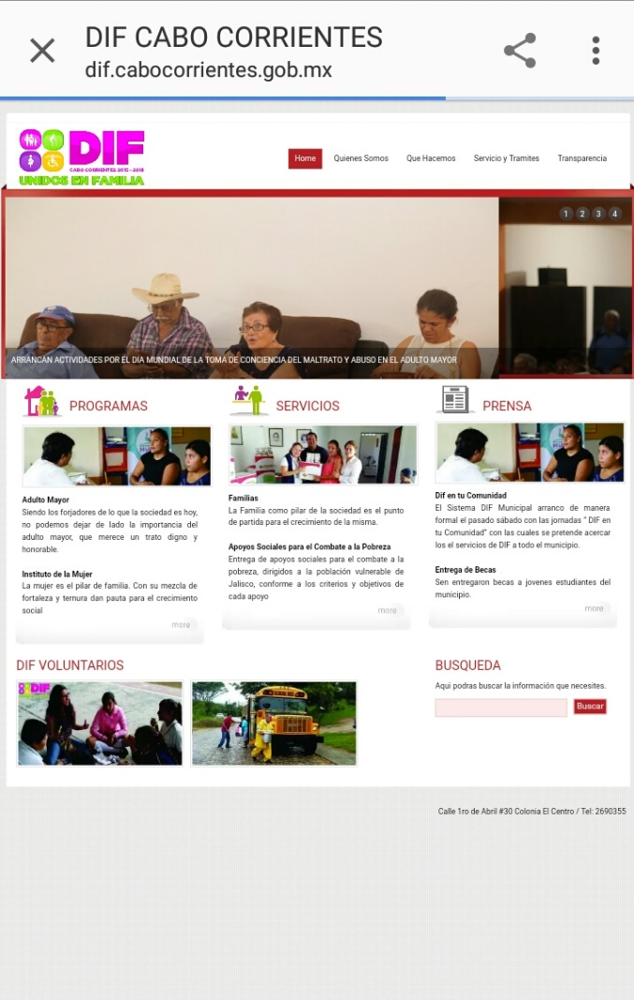 DIF CABO CORRIENTES
dif.cabocorrientes.gob.mx
DIF
CABO CORRIENTES 2015 - 2018
UNIDOS EN FAMILIA
Home Quienes Somos Que Hacemos Servicio y Tramites Transparencia
1 2 3 4
ARRANCAN ACTIVIDADES POR EL DIA MUNDIAL DE LA TOMA DE CONCIENCIA DEL MALTRATO Y ABUSO EN EL ADULTO MAYOR
PROGRAMAS
Adulto Mayor
Siendo los forjadores de lo que la sociedad es hoy,
no podemos dejar de lado la importancia del
adulto mayor, que merece un trato digno y
honorable.
Instituto de la Mujer
La mujer es el pilar de familia. Con su mezcla de
fortaleza y ternura dan pauta para el crecimiento
social
more
SERVICIOS
Familias
La Familia como pilar de la sociedad es el punto
de partida para el crecimiento de la misma.
Apoyos Sociales para el Combate a la Pobreza
Entrega de apoyos sociales para el combate a la
pobreza, dirigidos a la población vulnerable de
Jalisco, conforme a los criterios y objetivos de
cada apoyo
more
PRENSA
Dif en tu Comunidad
El Sistema DIF Municipal arranco de manera
formal el pasado sábado con las jornadas " DIF en
tu Comunidad" con las cuales se pretende acercar
los el servicios de DIF a todo el municipio.
Entrega de Becas
Sen entregaron becas a jovenes estudiantes del
municipio.
more
DIF VOLUNTARIOS
DIF
BUSQUEDA
Aqui podras buscar la información que necesites.
Buscar
Calle 1ro de Abril #30 Colonia El Centro / Tel: 2690355